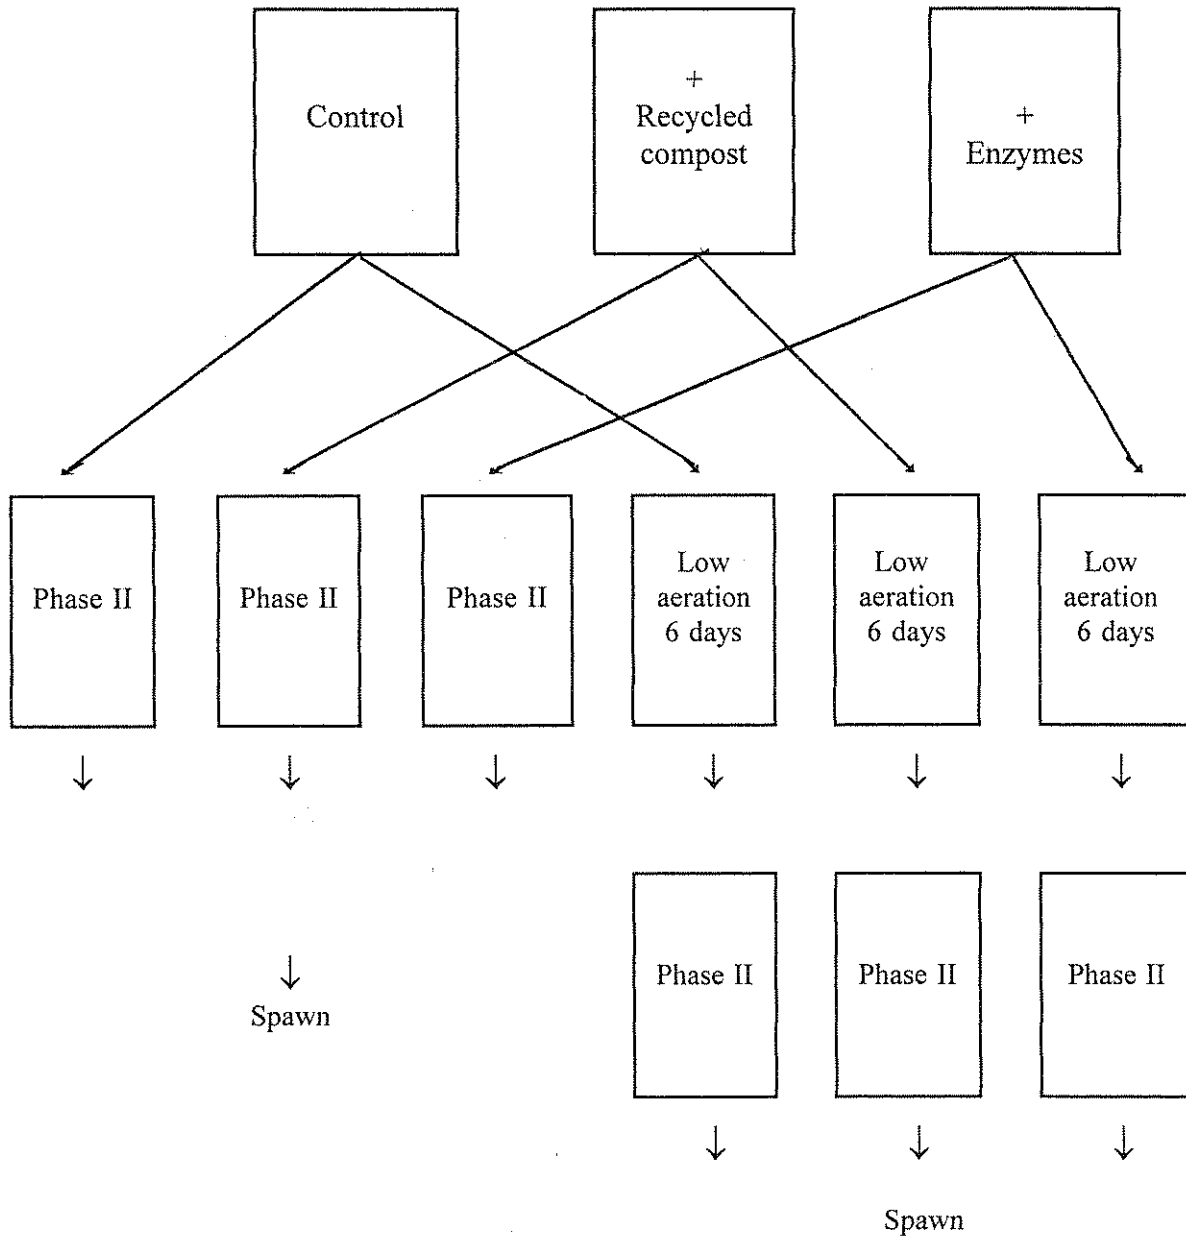 Control
+
Recycled
compost
+
Enzymes
Phase II
Phase II
Phase II
Low
aeration
6 days
Low
aeration
6 days
Low
aeration
6 days
↓
↓
↓
↓
↓
↓
Phase II
Phase II
Phase II
↓
Spawn
↓
↓
↓
Spawn